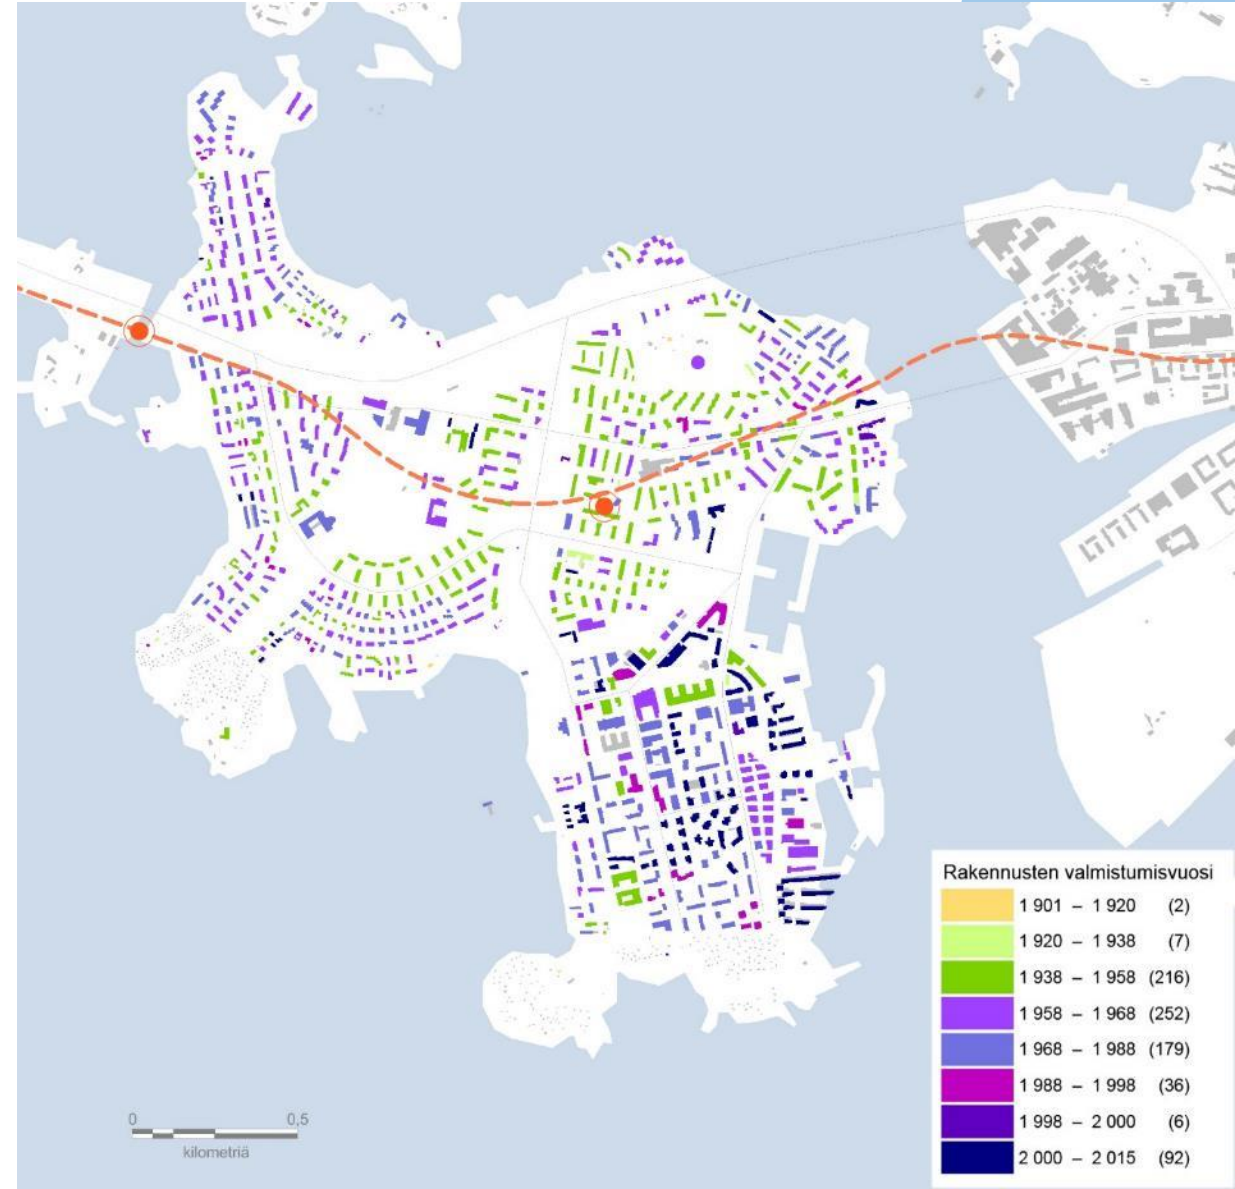 Rakennusten valmistumisvuosi
1 901 – 1 920 (2)
1 920 – 1 938 (7)
1 938 – 1 958 (216)
1 958 – 1 968 (252)
1 968 – 1 988 (179)
1 988 – 1 998 (36)
1 998 – 2 000 (6)
2 000 – 2 015 (92)
0 0,5
kilometriä